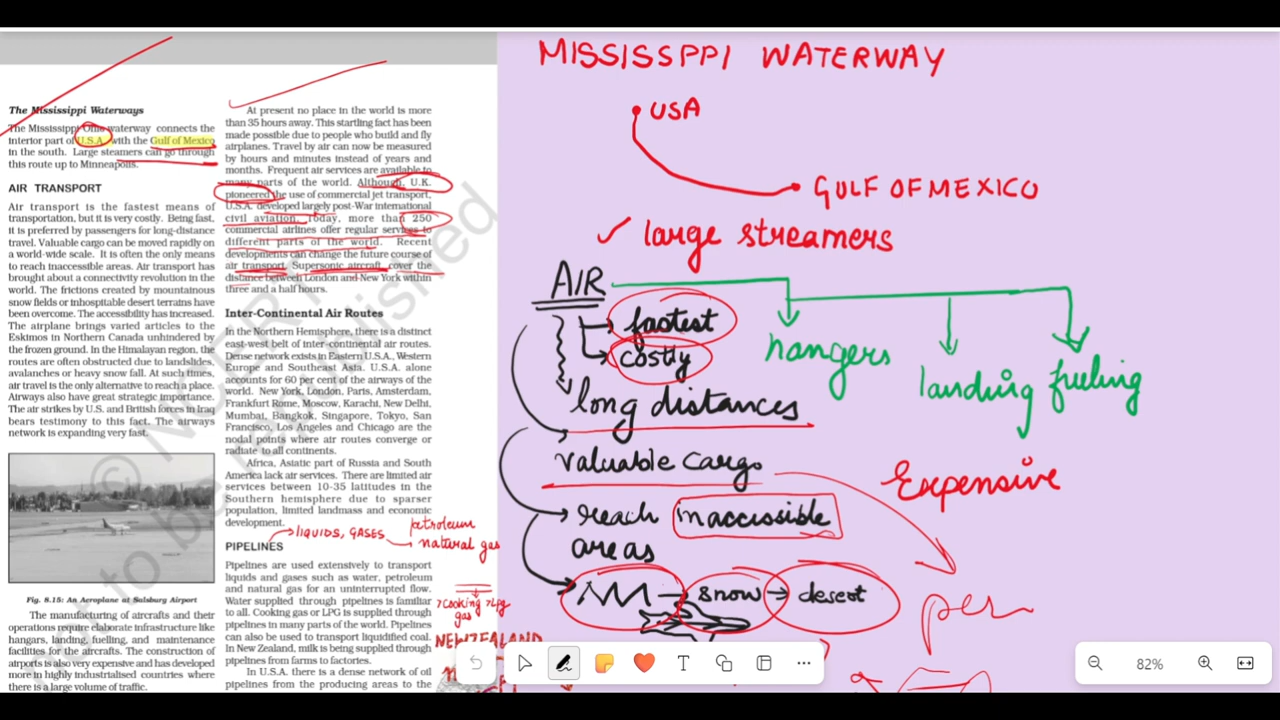 The Mississippi Waterways
The Mississippi Ohio waterway connects the
interior part of U.S.A. with the Gulf of Mexico
in the south. Large steamers can go through
this route up to Minneapolis.
AIR TRANSPORT
Air transport is the fastest means of
transportation, but it is very costly. Being fast,
it is preferred by passengers for long-distance
travel. Valuable cargo can be moved rapidly on
a world-wide scale. It is often the only means
to reach inaccessible areas. Air transport has
brought about a connectivity revolution in the
world. The frictions created by mountainous
snow fields or inhospitable desert terrains have
been overcome. The accessibility has increased.
The airplane brings varied articles to the
Eskimos in Northern Canada unhindered by
the frozen ground. In the Himalayan region, the
routes are often obstructed due to landslides,
avalanches or heavy snow fall. At such times,
air travel is the only alternative to reach a place.
Airways also have great strategic importance.
The air strikes by U.S. and British forces in Iraq
bears testimony to this fact. The airways
network is expanding very fast.
Fig. 8.15: An Aeroplane at Salsburg Airport
The manufacturing of aircrafts and their
operations require elaborate infrastructure like
hangars, landing, fueling, and maintenance
facilities for the aircrafts. The construction of
airports is also very expensive and has developed
more in highly industrialised countries where
there is a large volume of traffic.
At present no place in the world is more
than 35 hours away. This startling fact has been
made possible due to people who build and fly
airplanes. Travel by air can now be measured
by hours and minutes instead of years and
months. Frequent air services are available to
many parts of the world. Although, U.K.
pioneered the use of commercial jet transport,
U.S.A. developed largely post-War international
civil aviation. Today, more than 250
commercial airlines offer regular services to
different parts of the world. Recent
developments can change the future course of
air transport. Supersonic aircraft, cover the
distance between London and New York within
three and a half hours.
Inter-Continental Air Routes
In the Northern Hemisphere, there is a distinct
east-west belt of inter-continental air routes.
Dense network exists in Eastern U.S.A., Western
Europe and Southeast Asia. U.S.A. alone
accounts for 60 per cent of the airways of the
world. New York, London, Paris, Amsterdam,
Frankfurt Rome, Moscow, Karachi, New Delhi,
Mumbai, Bangkok, Singapore, Tokyo, San
Francisco, Los Angeles and Chicago are the
nodal points where air routes converge or
radiate to all continents.
Africa, Asiatic part of Russia and South
America lack air services. There are limited air
services between 10-35 latitudes in the
Southern hemisphere due to sparser
population, limited landmass and economic
development.
PIPELINES
LIQUIDS, GASES
petroleum
natural gas
Pipelines are used extensively to transport
liquids and gases such as water, petroleum
and natural gas for an uninterrupted flow.
Water supplied through pipelines is familiar
to all. Cooking gas or LPG is supplied through
pipelines in many parts of the world. Pipelines
can also be used to transport liquidified coal.
In New Zealand, milk is being supplied through
pipelines from farms to factories.
In U.S.A. there is a dense network of oil
pipelines from the producing areas to the
Cooking gas
Lpg
NEWZEALAND
© NCERT
not to be republished
MISSISSPPI WATERWAY
USA
GULF OF MEXICO
large streamers
AIR
fastest
costly
long distances
hangers
landing
fueling
Expensive
valuable cargo
reach inaccissible
areas
snow
desert
per
82%